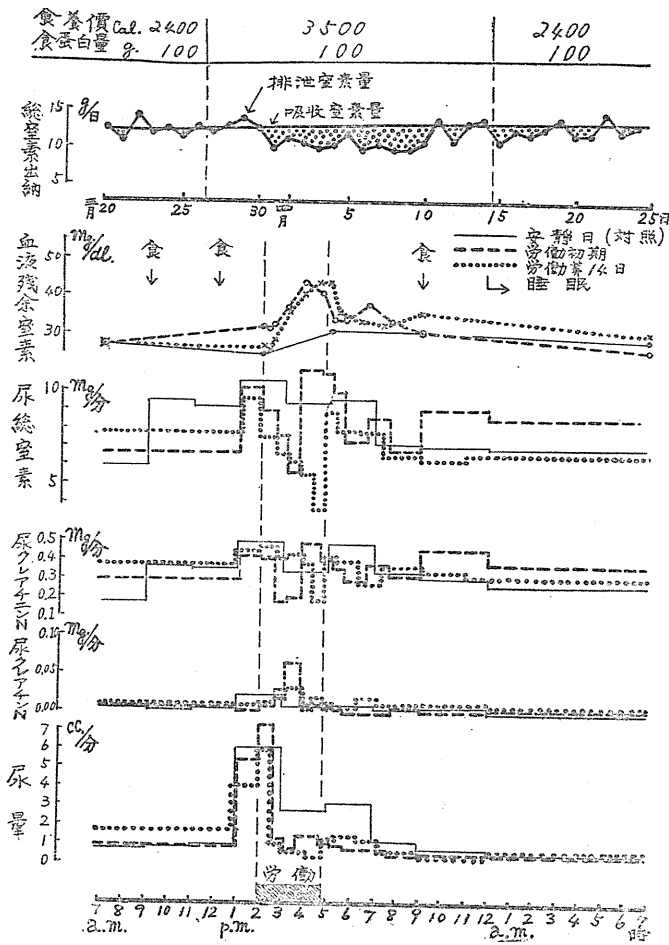 食養價 Cal. 2400 3500 2400
食蛋白量 g. 100 100 100
排泄窒素量
吸收窒素量
総窒素出納
g/日
15
10
5
三月 20 25 30 四月 5 10 15 20 25日
安静日(対照)
労働初期
労働第14日
睡眠
食
食
食
血液残余窒素
mg/dl.
40
30
尿総窒素
mg/分
10
5
尿クレアチニンN
mg/分
0.5
0.4
0.3
0.2
0.1
尿クレアチンN
mg/分
0.10
0.05
0.00
尿量
cc/分
7
6
5
4
3
2
1
0
労働
7 8 9 10 11 12 1 2 3 4 5 6 7 8 9 10 11 12 1 2 3 4 5 6 7時
a.m. p.m. a.m.